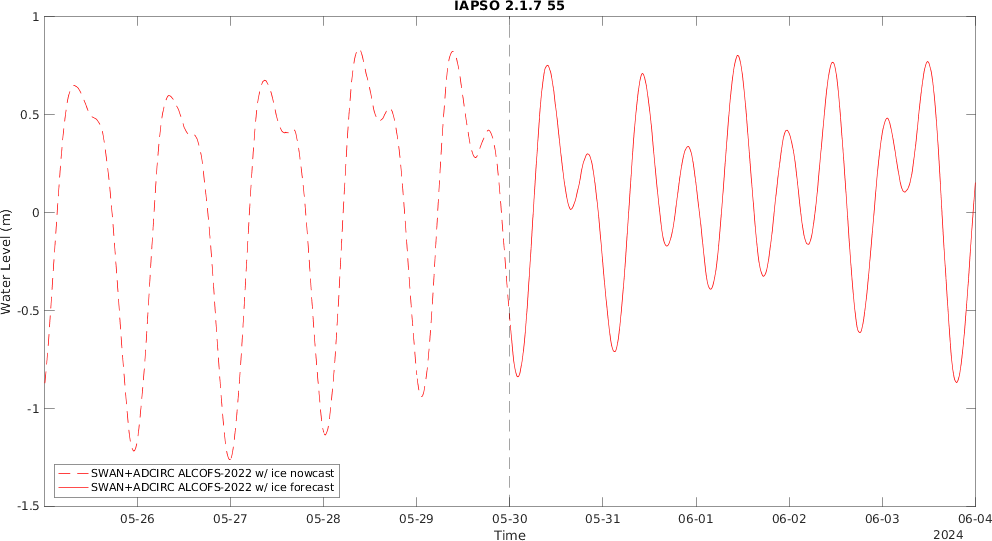 IAPSO 2.1.7 55
Water Level (m)
1
0.5
0
-0.5
-1
-1.5
SWAN+ADCIRC ALCOFS-2022 w/ ice nowcast
SWAN+ADCIRC ALCOFS-2022 w/ ice forecast
05-26 05-27 05-28 05-29 05-30 05-31 06-01 06-02 06-03 06-04
Time
2024